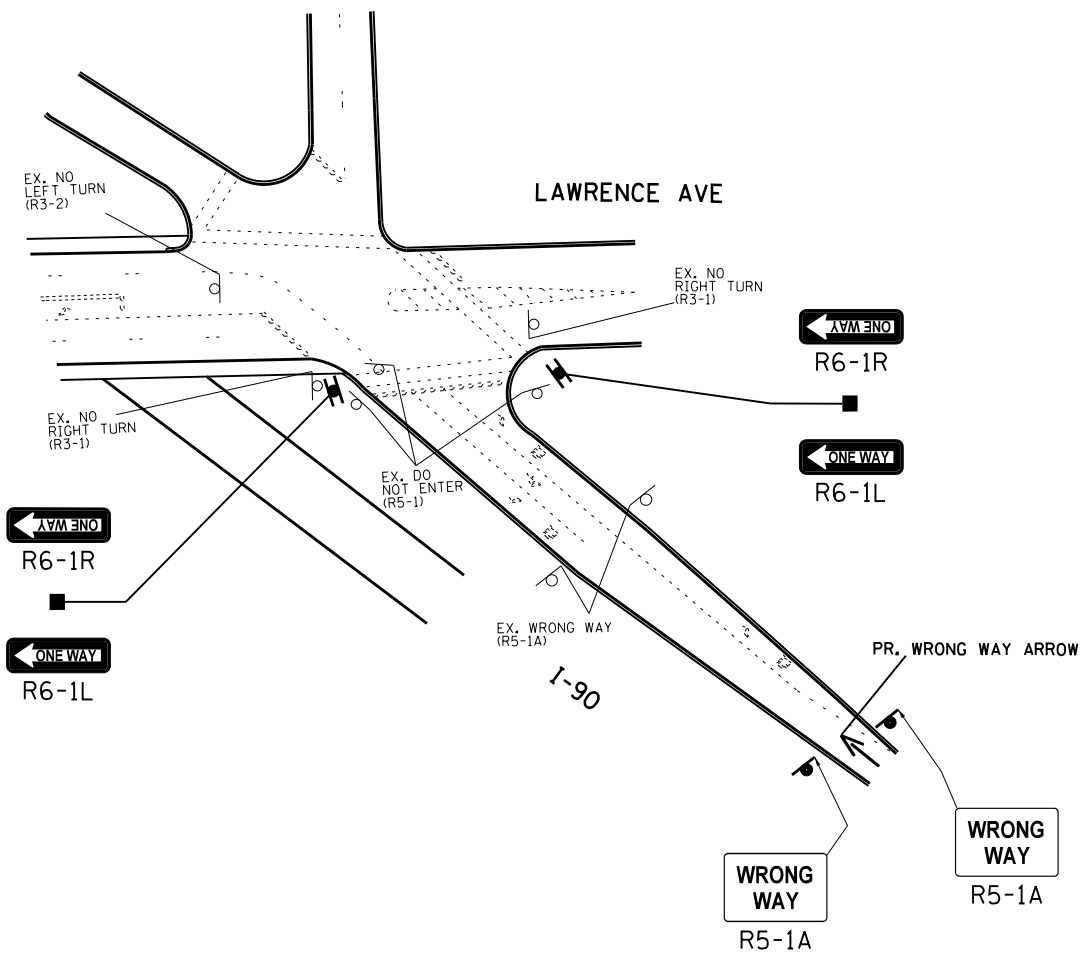 EX. NO
LEFT TURN
(R3-2)
LAWRENCE AVE
EX. NO
RIGHT TURN
(R3-1)
ONE WAY
R6-1R
ONE WAY
R6-1L
EX. NO
RIGHT TURN
(R3-1)
EX. DO
NOT ENTER
(R5-1)
ONE WAY
R6-1R
ONE WAY
R6-1L
EX. WRONG WAY
(R5-1A)
I-90
PR. WRONG WAY ARROW
WRONG
WAY
R5-1A
WRONG
WAY
R5-1A